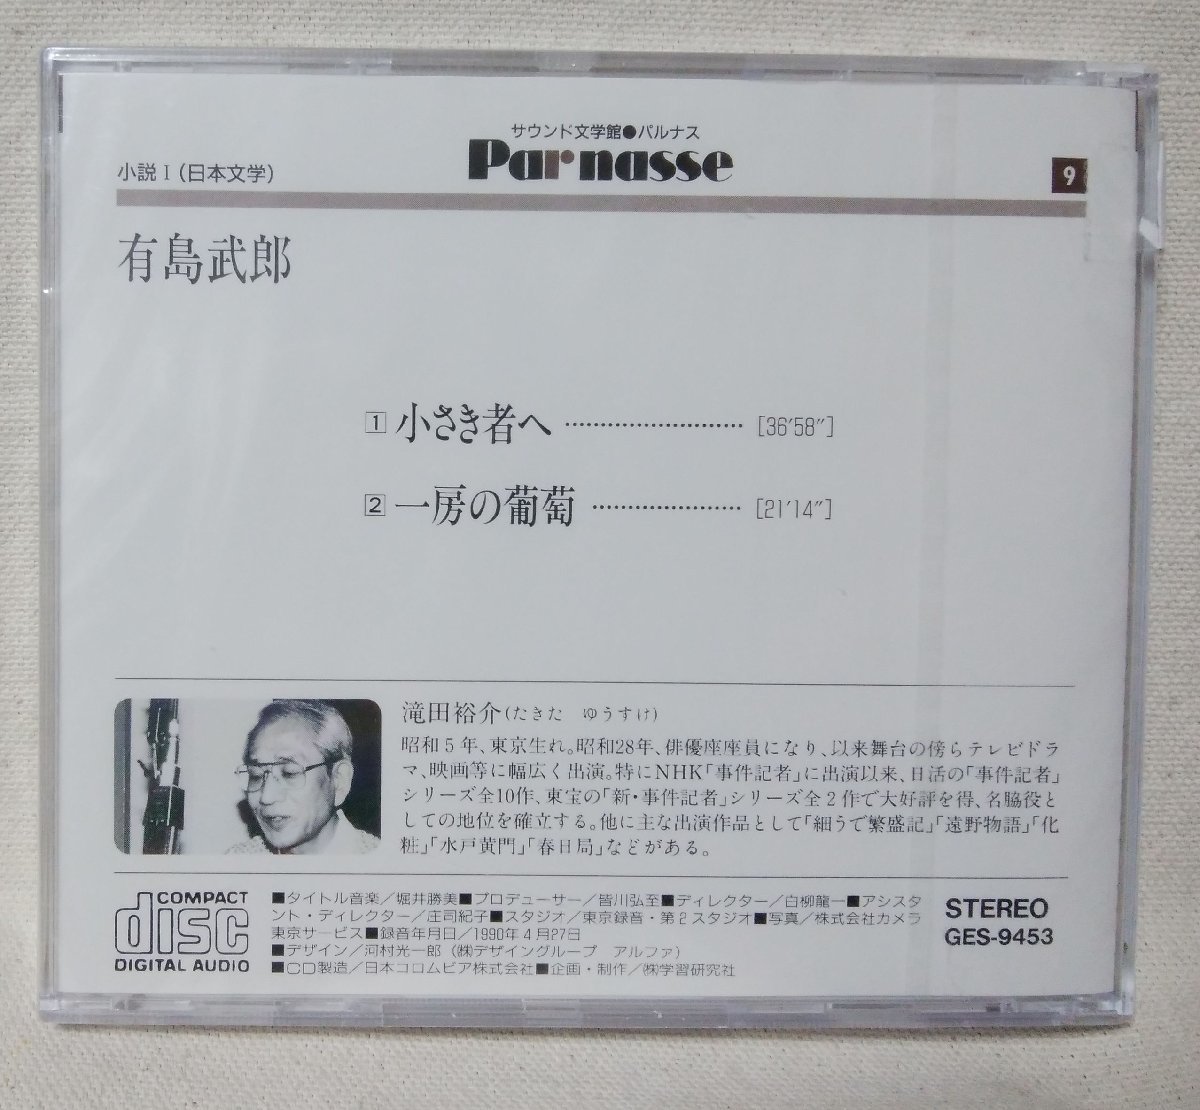 サウンド文学館●パルナス
Parnasse
小説Ⅰ(日本文学)
9
有島武郎
1 小さき者へ ……………………… [36′58″]
2 一房の葡萄 ………………… [21′14″]
滝田裕介(たきた ゆうすけ)
昭和5年、東京生れ。昭和28年、俳優座座員になり、以来舞台の傍らテレビドラ
マ、映画等に幅広く出演。特にNHK「事件記者」に出演以来、日活の「事件記者」
シリーズ全10作、東宝の「新・事件記者」シリーズ全2作で大好評を得、名脇役と
しての地位を確立する。他に主な出演作品として「細うで繁盛記」「遠野物語」「化
粧」「水戸黄門」「春日局」などがある。
COMPACT
disc
DIGITAL AUDIO
■タイトル音楽/堀井勝美■プロデューサー/皆川弘至■ディレクター/白柳龍一■アシスタ
ント・ディレクター/庄司紀子■スタジオ/東京録音・第2スタジオ■写真/株式会社カメラ
東京サービス■録音年月日/1990年4月27日
■デザイン/河村光一郎(㈱デザイングループ アルファ)
■CD製造/日本コロムビア株式会社■企画・制作/㈱学習研究社
STEREO
GES-9453